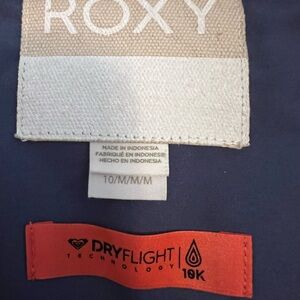 ROXY
MADE IN INDONESIA
FABRIQUÉ EN INDONESIE
HECHO EN INDONESIA
10/M/M/M
DRYFLIGHT
TECHNOLOGY
10K